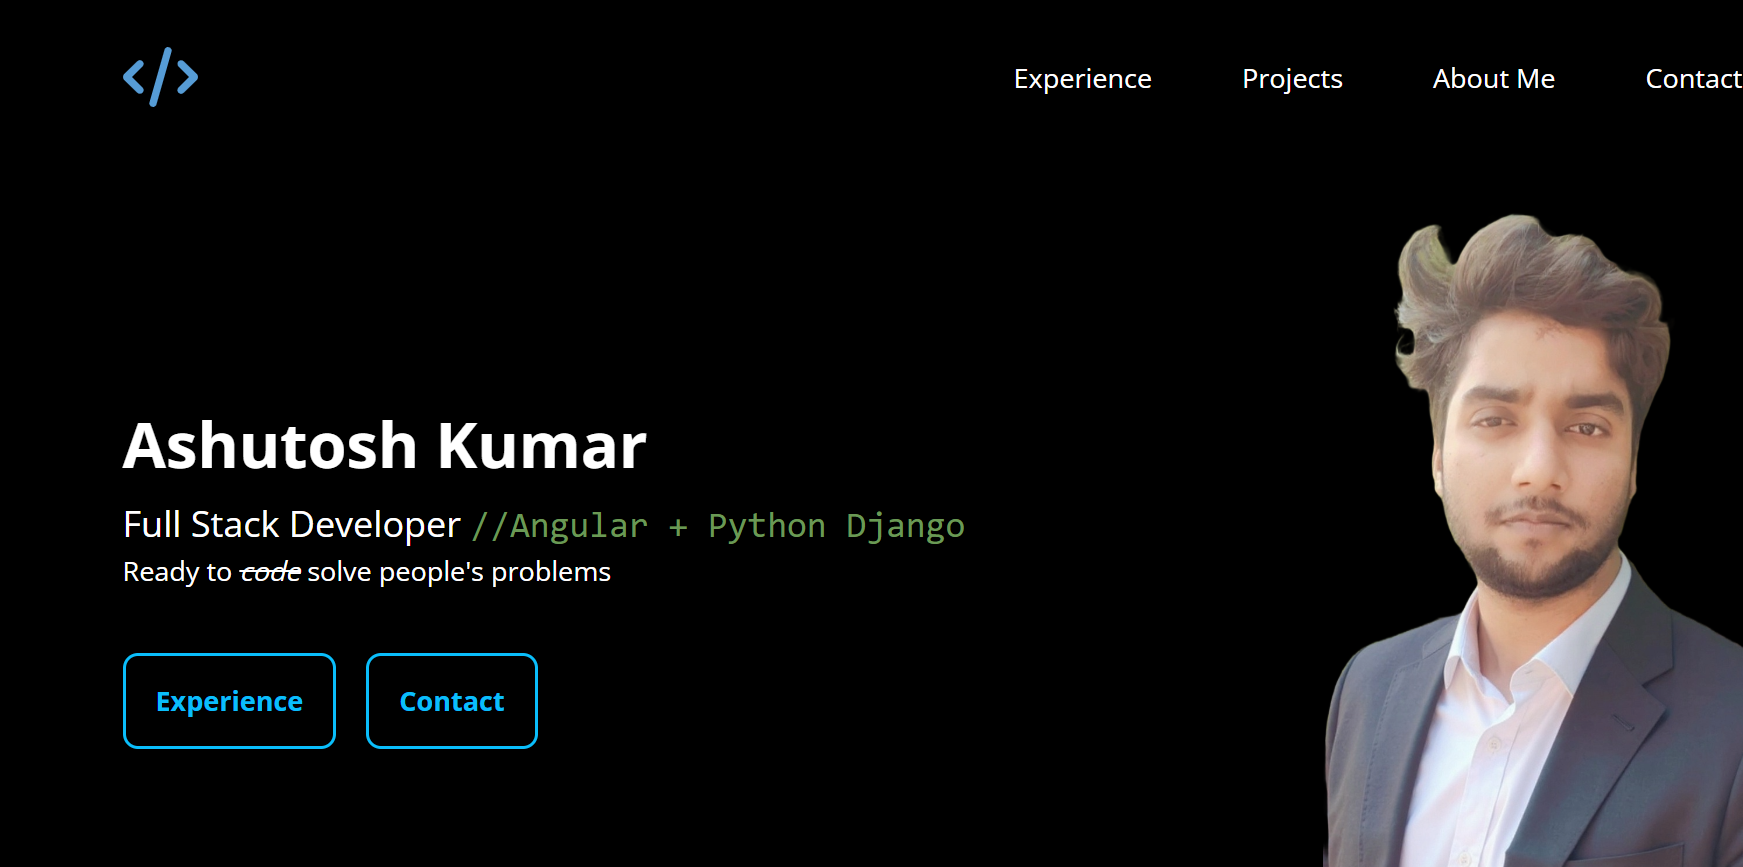 </>
Experience Projects About Me Contact
Ashutosh Kumar
Full Stack Developer //Angular + Python Django
Ready to code solve people's problems
Experience Contact